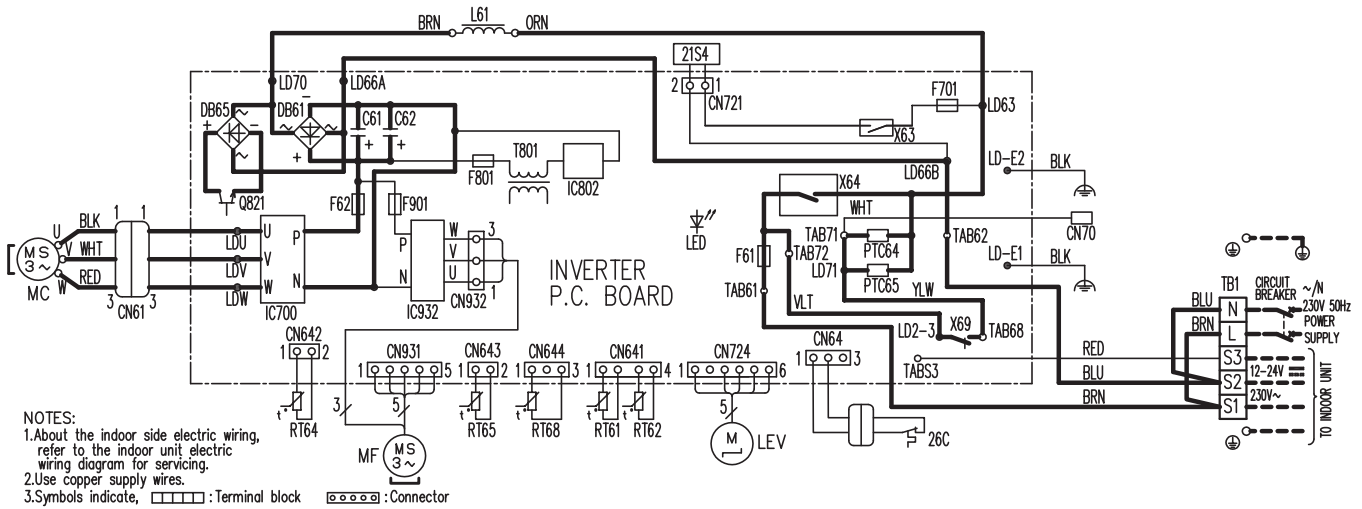 BRN L61 ORN
21S4
2 1
CN721
LD70 LD66A
DB65 DB61
C61 C62
+ - ~ ~
- ~ ~ +
+ +
F701
LD63
X63
T801
F801
IC802
LD66B
LD-E2 BLK
Q821
F62 F901
X64
WHT
LED
CN70
U BLK 1 1
V WHT
W RED 3 3
MS
3~
MC
CN61
LDU
LDV
LDW
U
V
W
P
N
IC700
P
N
IC932
W 3
V
U 1
CN932
INVERTER
P.C. BOARD
TAB71
PTC64
TAB72
F61
LD71
PTC65
TAB61
VLT
YLW
TAB62
LD-E1 BLK
LD2-3 X69 TAB68
TB1 CIRCUIT
BREAKER
~/N
230V 50Hz
POWER
SUPPLY
BLU N
BRN L
RED S3
12-24V
BLU S2
230V~
BRN S1
TO INDOOR UNIT
TABS3
CN642
1 2
CN931
1 5
CN643
1 2
CN644
1 3
CN641
1 4
CN724
1 6
CN64
1 3
t°
RT64
3
5
t°
RT65
t°
RT68
t°
RT61
t°
RT62
5
M
LEV
26C
MF
MS
3~
NOTES:
1.About the indoor side electric wiring,
refer to the indoor unit electric
wiring diagram for servicing.
2.Use copper supply wires.
3.Symbols indicate, : Terminal block : Connector